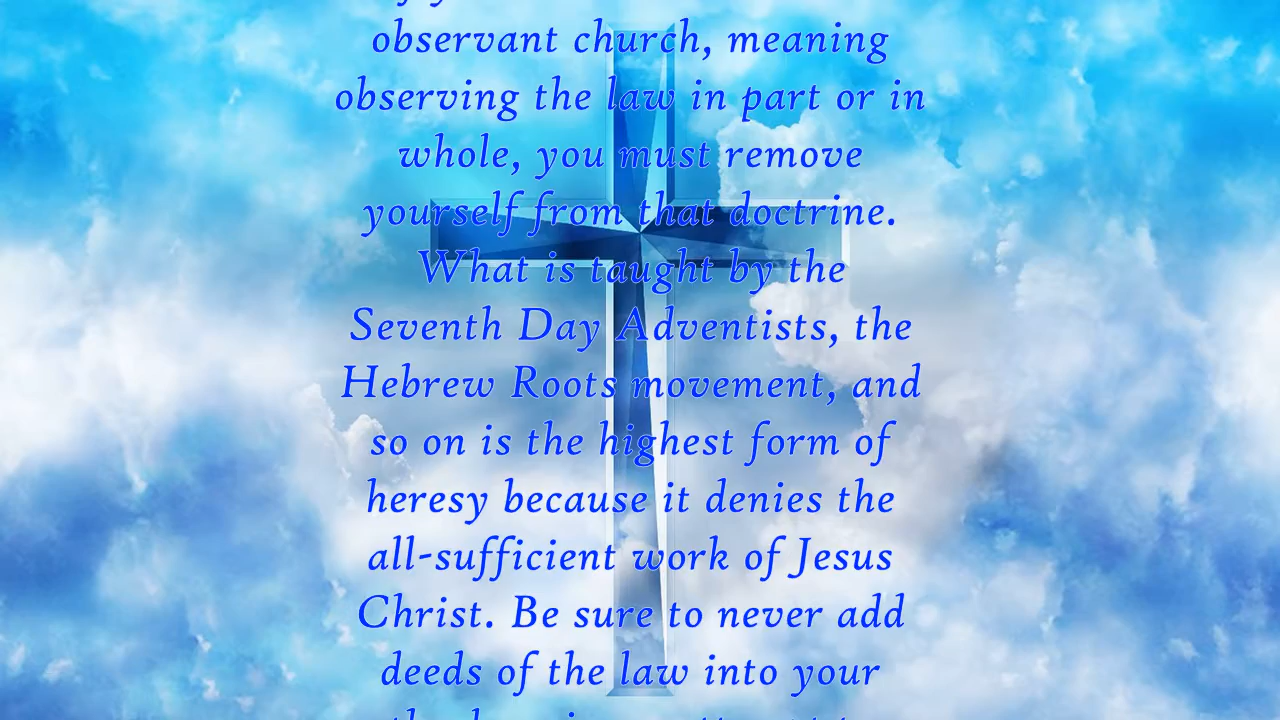 observant church, meaning
observing the law in part or in
whole, you must remove
yourself from that doctrine.
What is taught by the
Seventh Day Adventists, the
Hebrew Roots movement, and
so on is the highest form of
heresy because it denies the
all-sufficient work of Jesus
Christ. Be sure to never add
deeds of the law into your